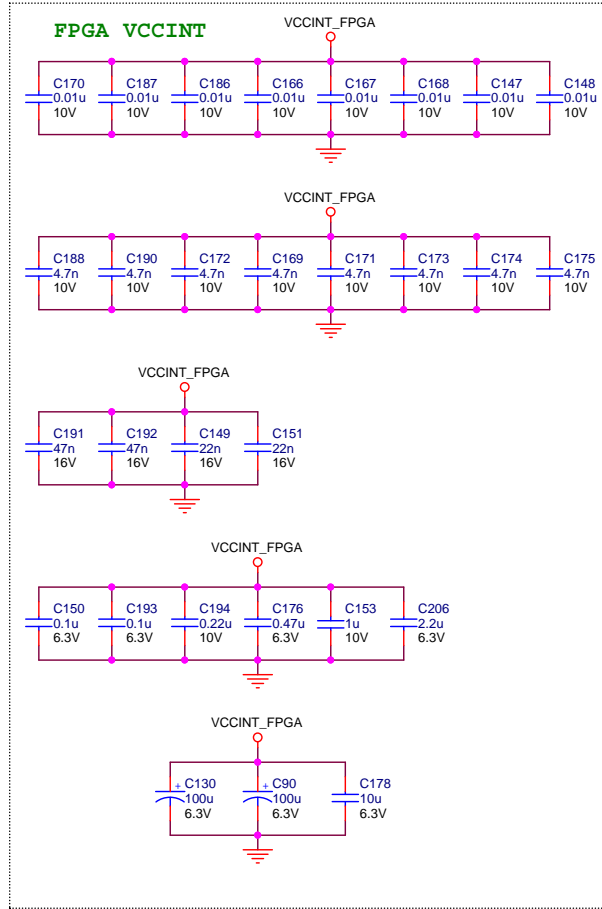 FPGA VCCINT
VCCINT_FPGA
C170 C187 C186 C166 C167 C168 C147 C148
0.01u 0.01u 0.01u 0.01u 0.01u 0.01u 0.01u 0.01u
10V 10V 10V 10V 10V 10V 10V 10V
VCCINT_FPGA
C188 C190 C172 C169 C171 C173 C174 C175
4.7n 4.7n 4.7n 4.7n 4.7n 4.7n 4.7n 4.7n
10V 10V 10V 10V 10V 10V 10V 10V
VCCINT_FPGA
C191 C192 C149 C151
47n 47n 22n 22n
16V 16V 16V 16V
VCCINT_FPGA
C150 C193 C194 C176 C153 C206
0.1u 0.1u 0.22u 0.47u 1u 2.2u
6.3V 6.3V 10V 6.3V 10V 6.3V
VCCINT_FPGA
+ C130 + C90 C178
100u 100u 10u
6.3V 6.3V 6.3V